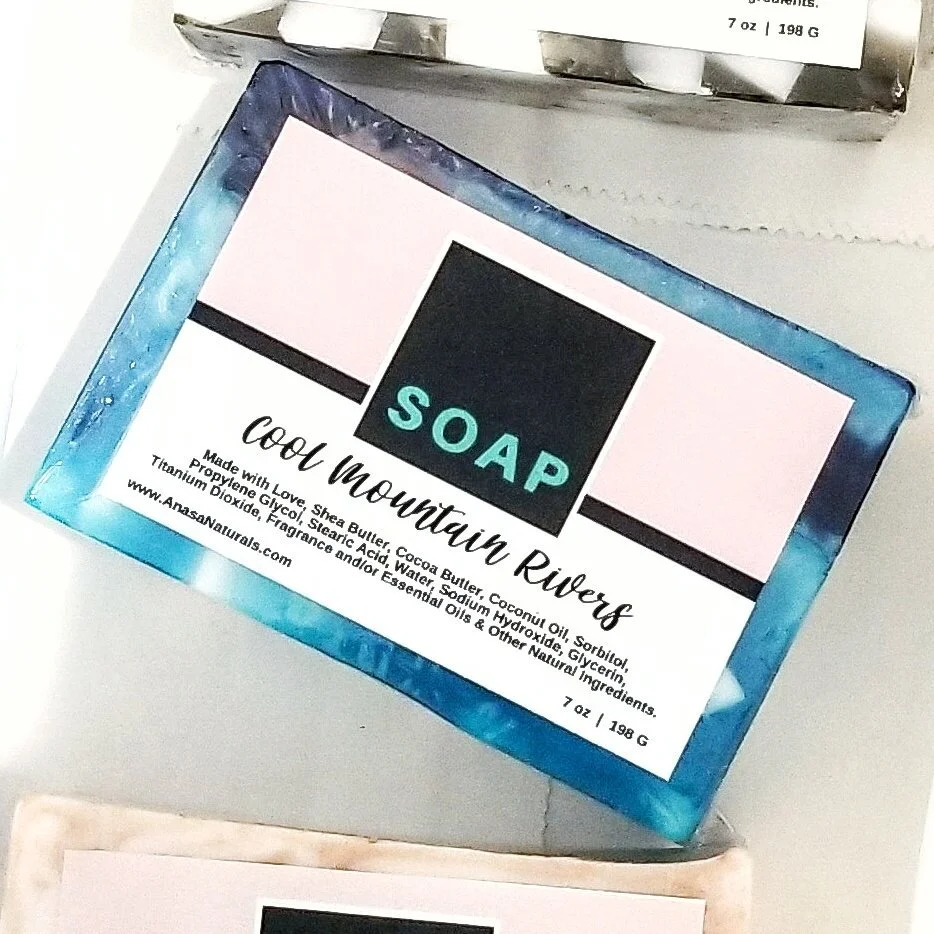 ingredients.
7 oz | 198 G
SOAP
Cool Mountain Rivers
Made with Love, Shea Butter, Cocoa Butter, Coconut Oil, Sorbitol,
Propylene Glycol, Stearic Acid, Water, Sodium Hydroxide, Glycerin,
Titanium Dioxide, Fragrance and/or Essential Oils & Other Natural Ingredients.
www.AnasaNaturals.com
7 oz | 198 G